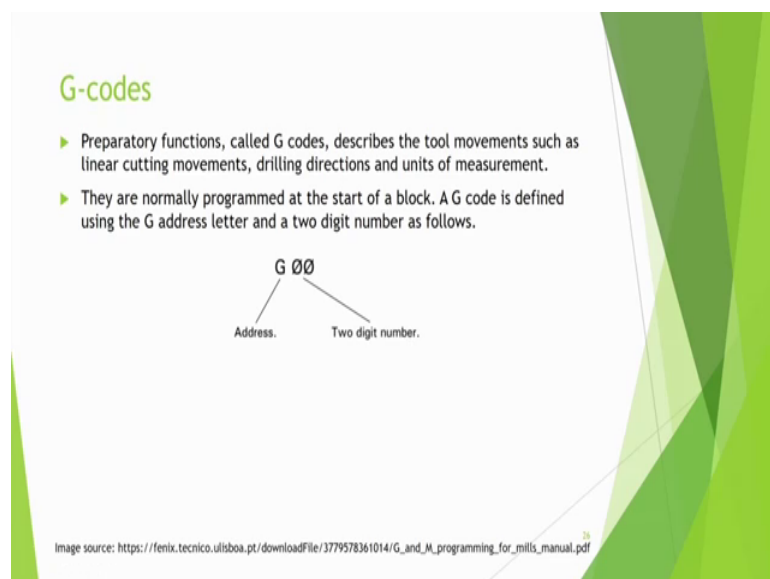 G-codes
Preparatory functions, called G codes, describes the tool movements such as
linear cutting movements, drilling directions and units of measurement.
They are normally programmed at the start of a block. A G code is defined
using the G address letter and a two digit number as follows.
G ØØ
Address. Two digit number.
26
Image source: https://fenix.tecnico.ulisboa.pt/downloadFile/3779578361014/G_and_M_programming_for_mills_manual.pdf